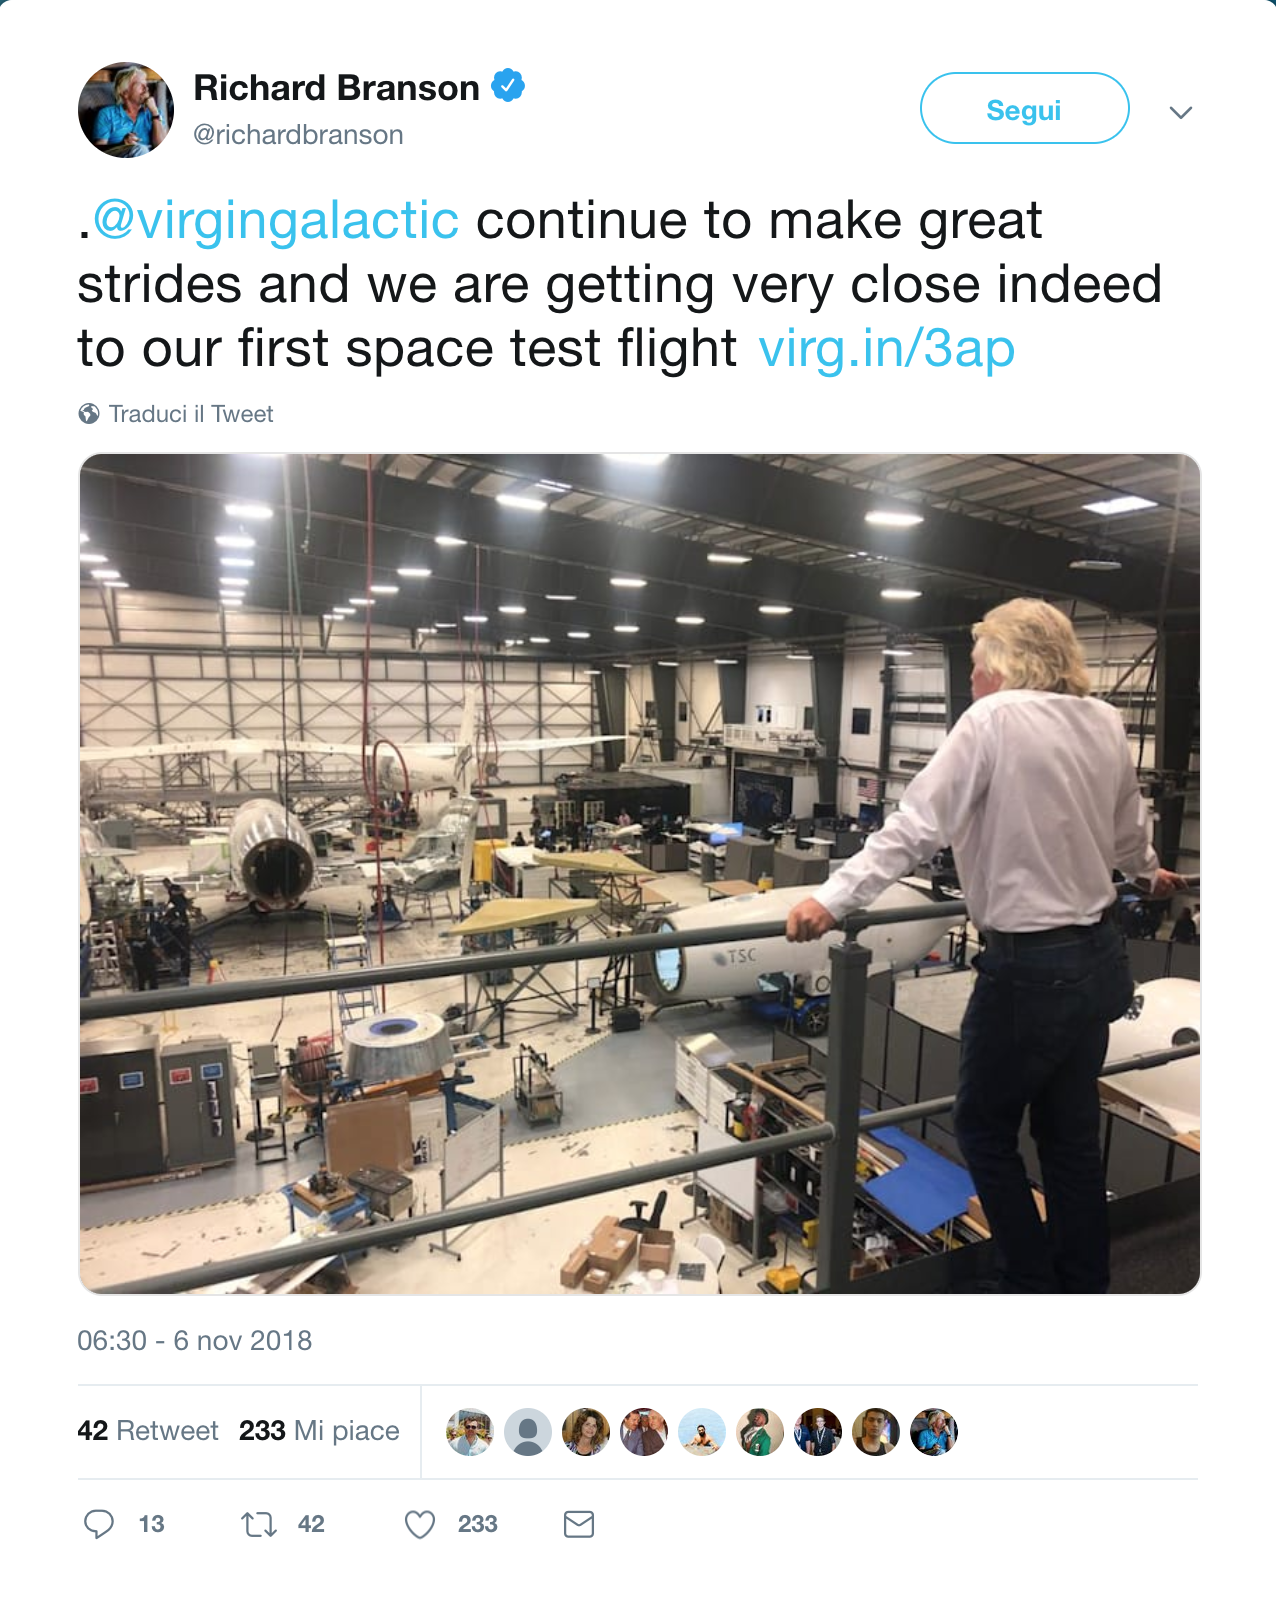 Richard Branson
@richardbranson
Segui
.@virgingalactic continue to make great
strides and we are getting very close indeed
to our first space test flight virg.in/3ap
Traduci il Tweet
TSC
06:30 - 6 nov 2018
42 Retweet 233 Mi piace
13 42 233